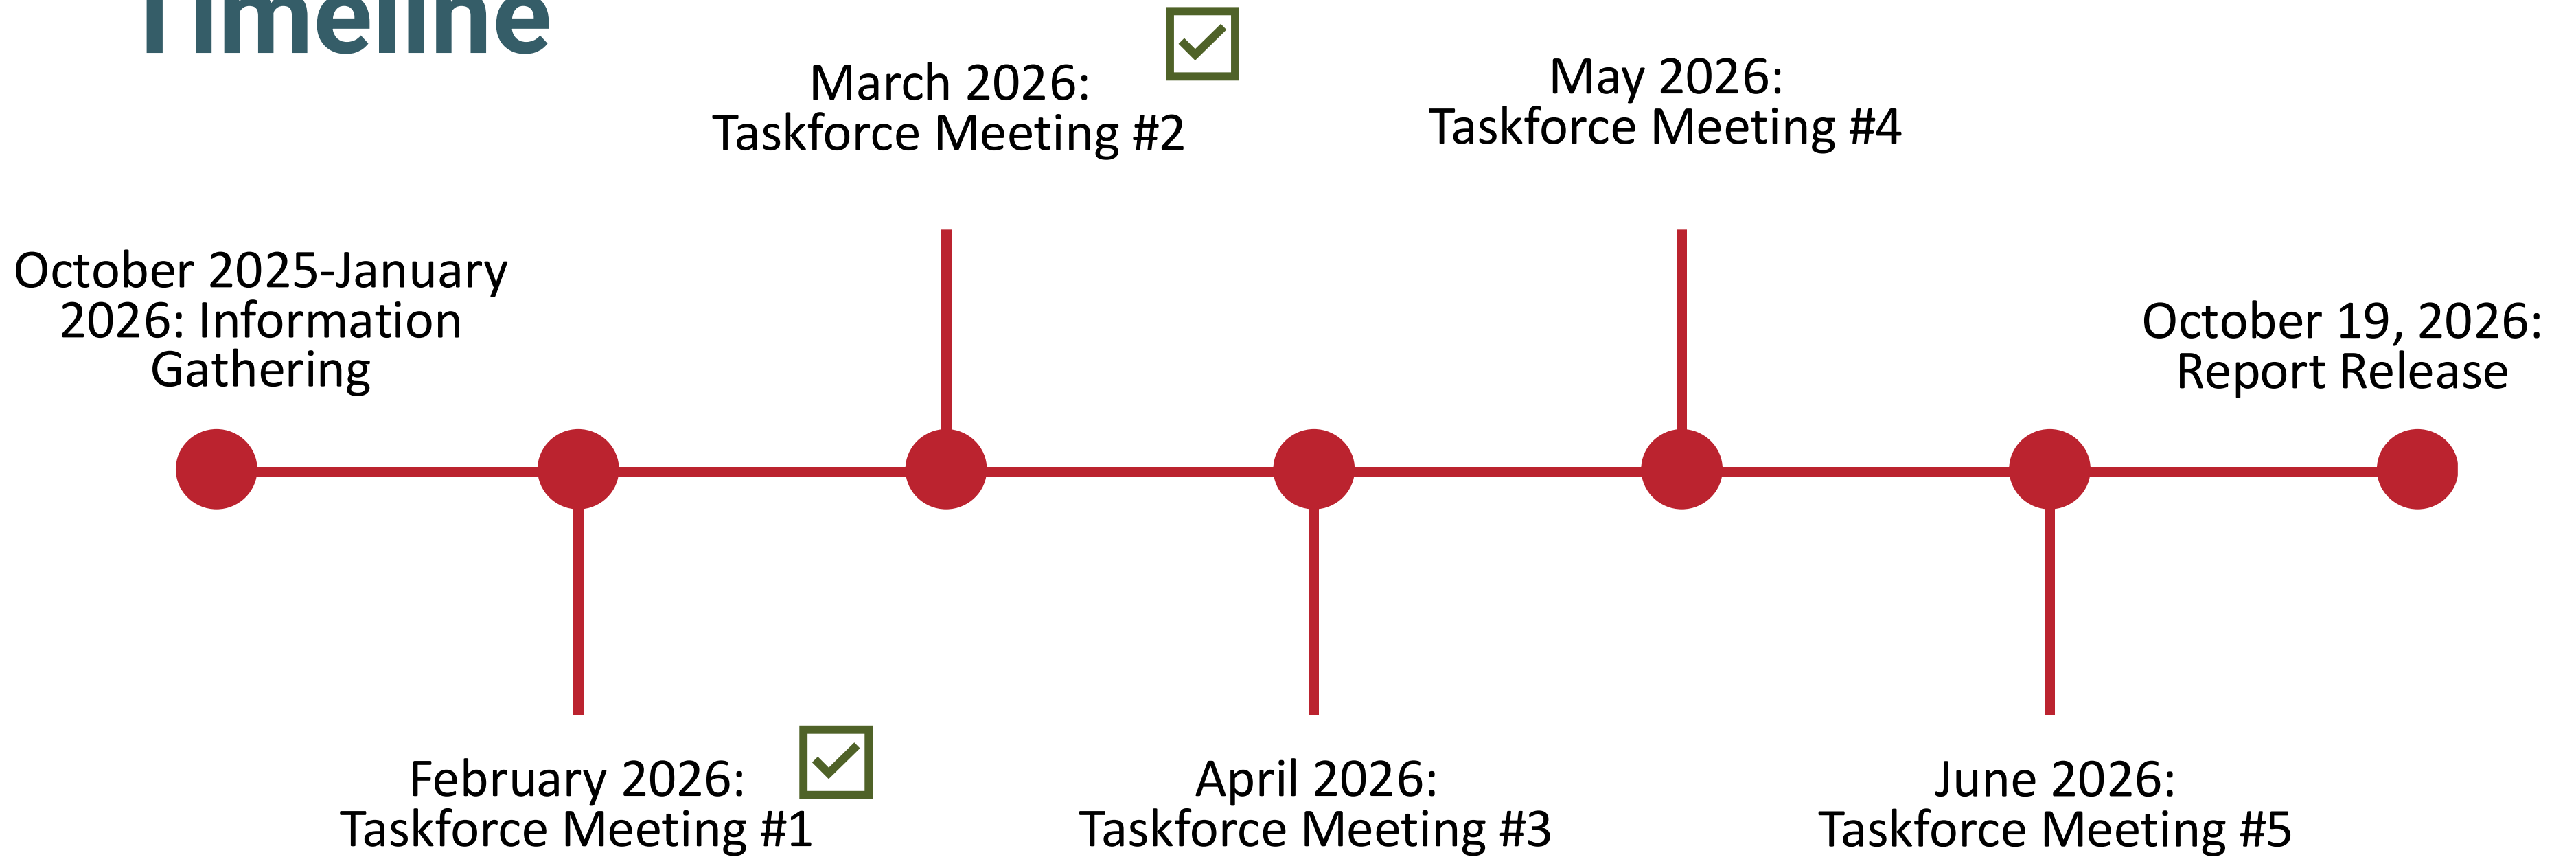 Timeline
March 2026:
Taskforce Meeting #2
May 2026:
Taskforce Meeting #4
October 2025-January
2026: Information
Gathering
October 19, 2026:
Report Release
February 2026:
Taskforce Meeting #1
April 2026:
Taskforce Meeting #3
June 2026:
Taskforce Meeting #5